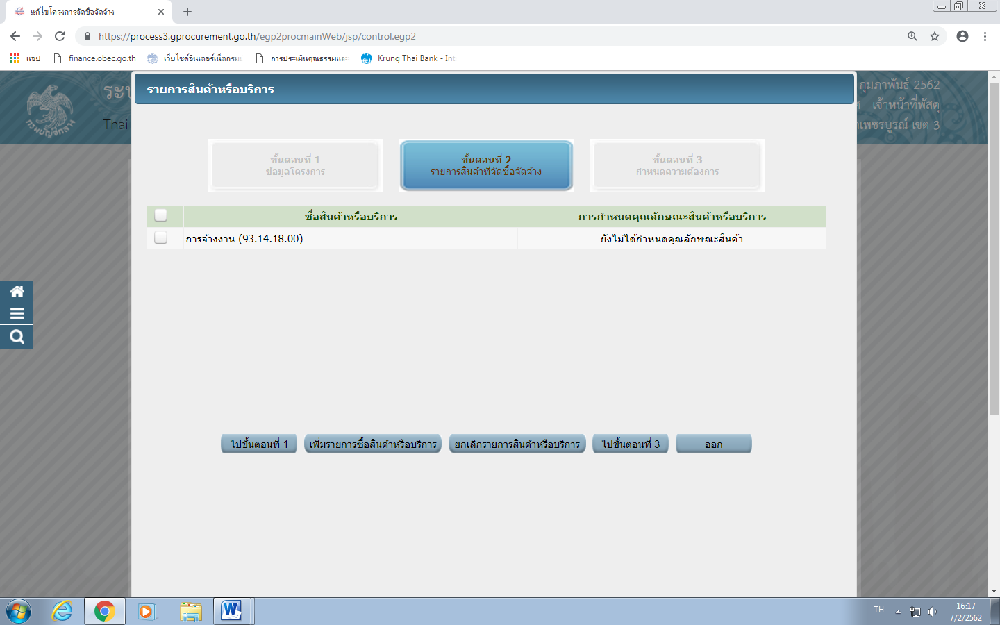 แก้ไขโครงการจัดซื้อจัดจ้าง
https://process3.gprocurement.go.th/egp2procmainWeb/jsp/control.egp2
แอป finance.obec.go.th เว็บไซต์อินเตอร์เน็ตกรม การประเมินคุณธรรมและ Krung Thai Bank - Int
รายการสินค้าหรือบริการ
กุมภาพันธ์ 2562
- เจ้าหน้าที่พัสดุ
Thai
เพชรบูรณ์ เขต 3
กรมบัญชีกลาง
ขั้นตอนที่ 1
ข้อมูลโครงการ
ขั้นตอนที่ 2
รายการสินค้าที่จัดซื้อจัดจ้าง
ขั้นตอนที่ 3
กำหนดความต้องการ
ชื่อสินค้าหรือบริการ การกำหนดคุณลักษณะสินค้าหรือบริการ
การจ้างงาน (93.14.18.00) ยังไม่ได้กำหนดคุณลักษณะสินค้า
ไปขั้นตอนที่ 1 เพิ่มรายการซื้อสินค้าหรือบริการ ยกเลิกรายการสินค้าหรือบริการ ไปขั้นตอนที่ 3 ออก
TH
16:17
7/2/2562